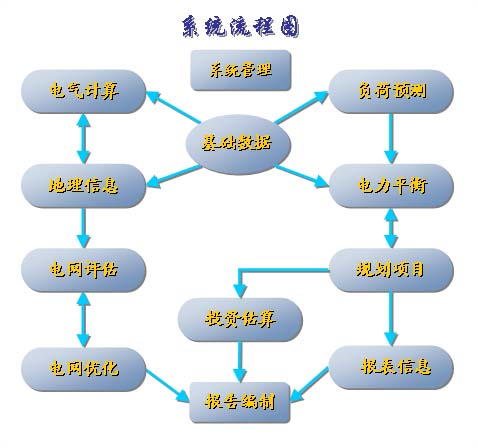 系统流程图
系统管理
电气计算
负荷预测
基础数据
地理信息
电力平衡
电网评估
规划项目
投资估算
电网优化
报表信息
报告编制